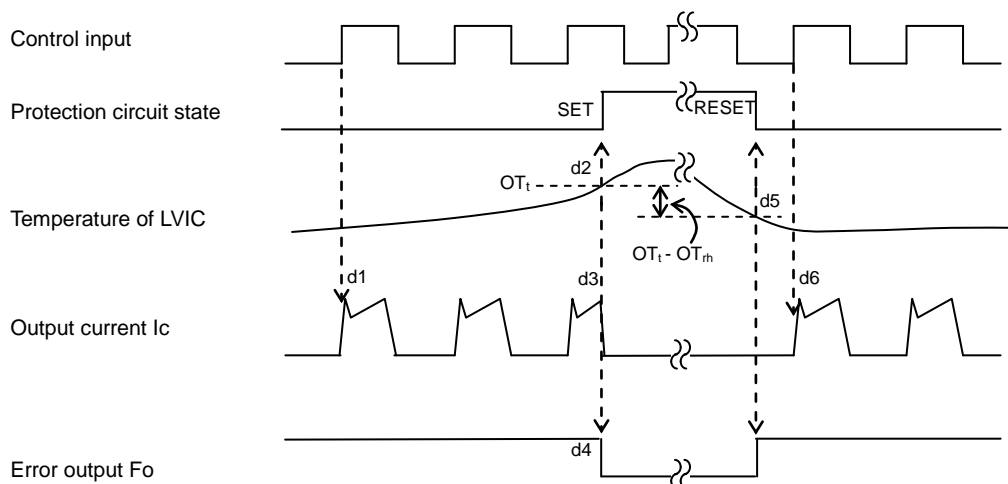 Control input
Protection circuit state
SET
RESET
d2
OTt
d5
Temperature of LVIC
OTt - OTrh
d1
d3
d6
Output current Ic
d4
Error output Fo